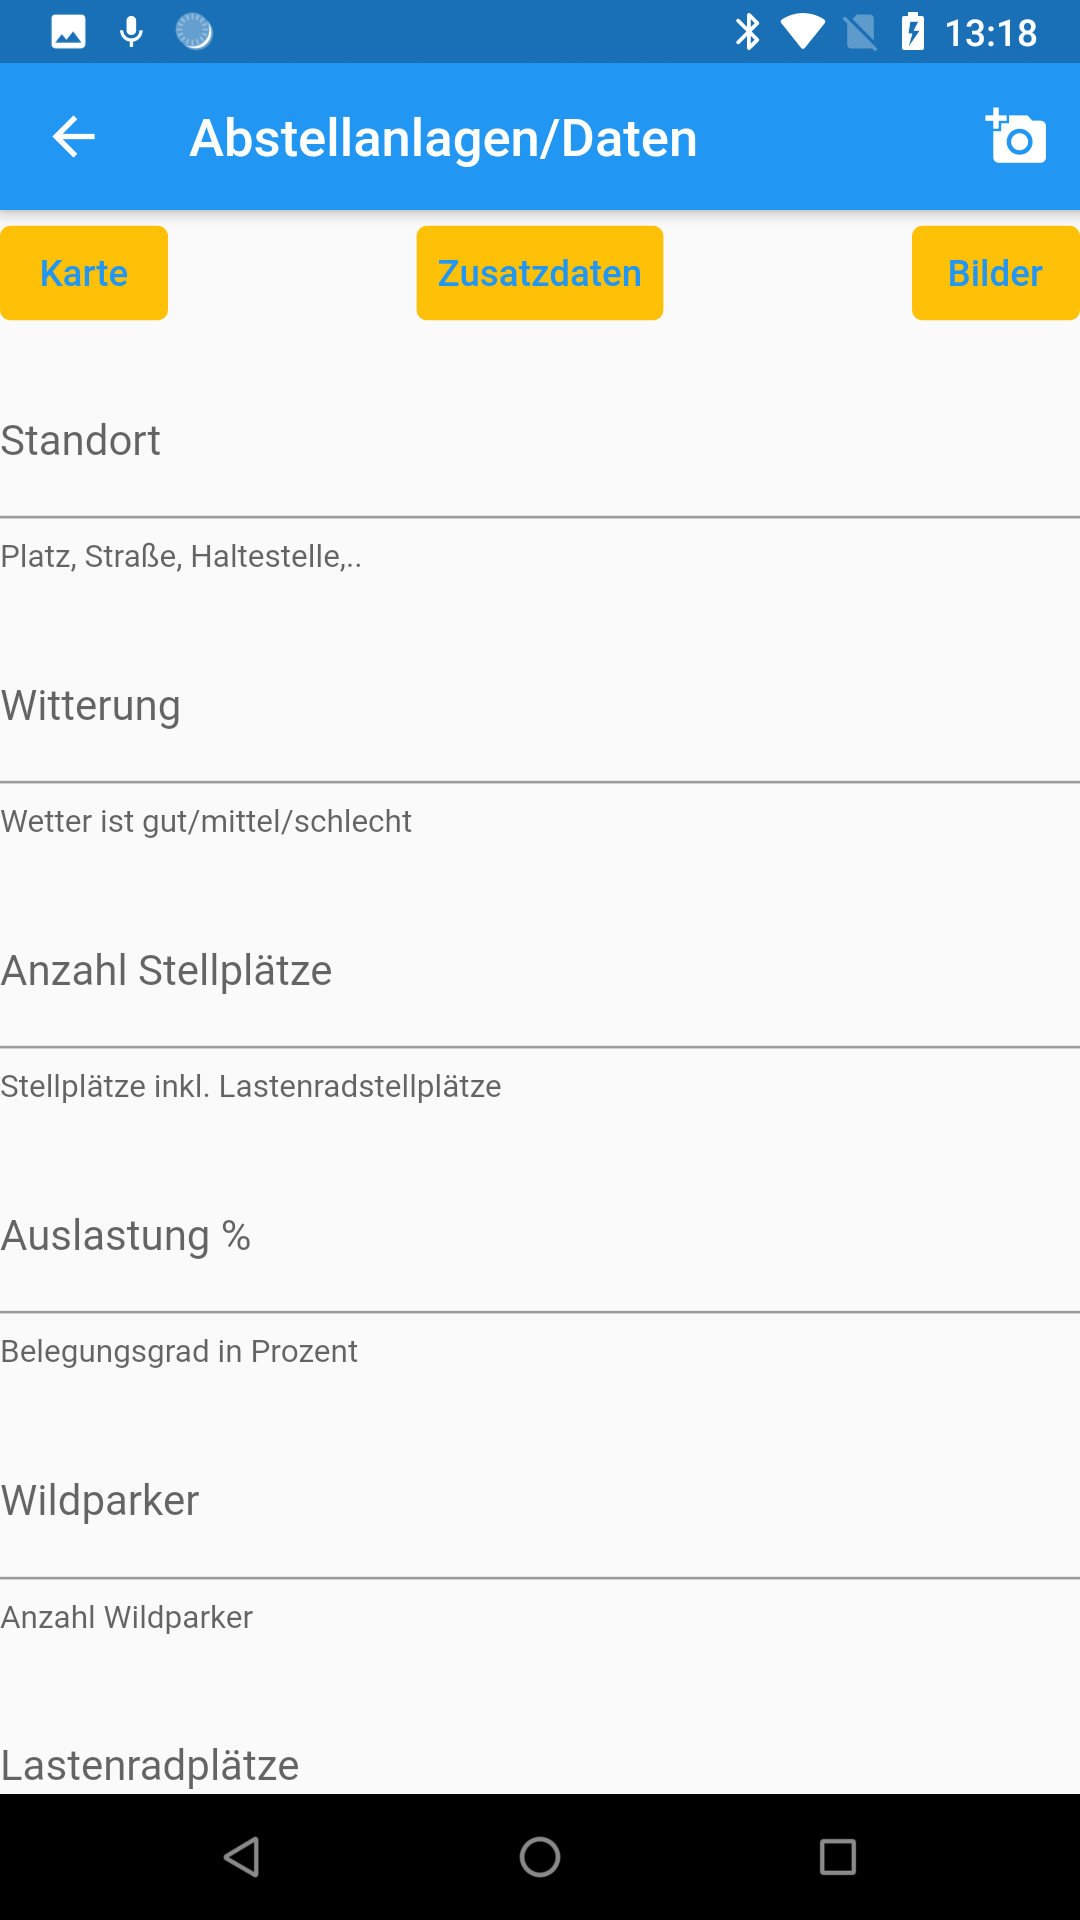 13:18
Abstellanlagen/Daten
Karte Zusatzdaten Bilder
Standort
Platz, Straße, Haltestelle,..
Witterung
Wetter ist gut/mittel/schlecht
Anzahl Stellplätze
Stellplätze inkl. Lastenradstellplätze
Auslastung %
Belegungsgrad in Prozent
Wildparker
Anzahl Wildparker
Lastenradplätze